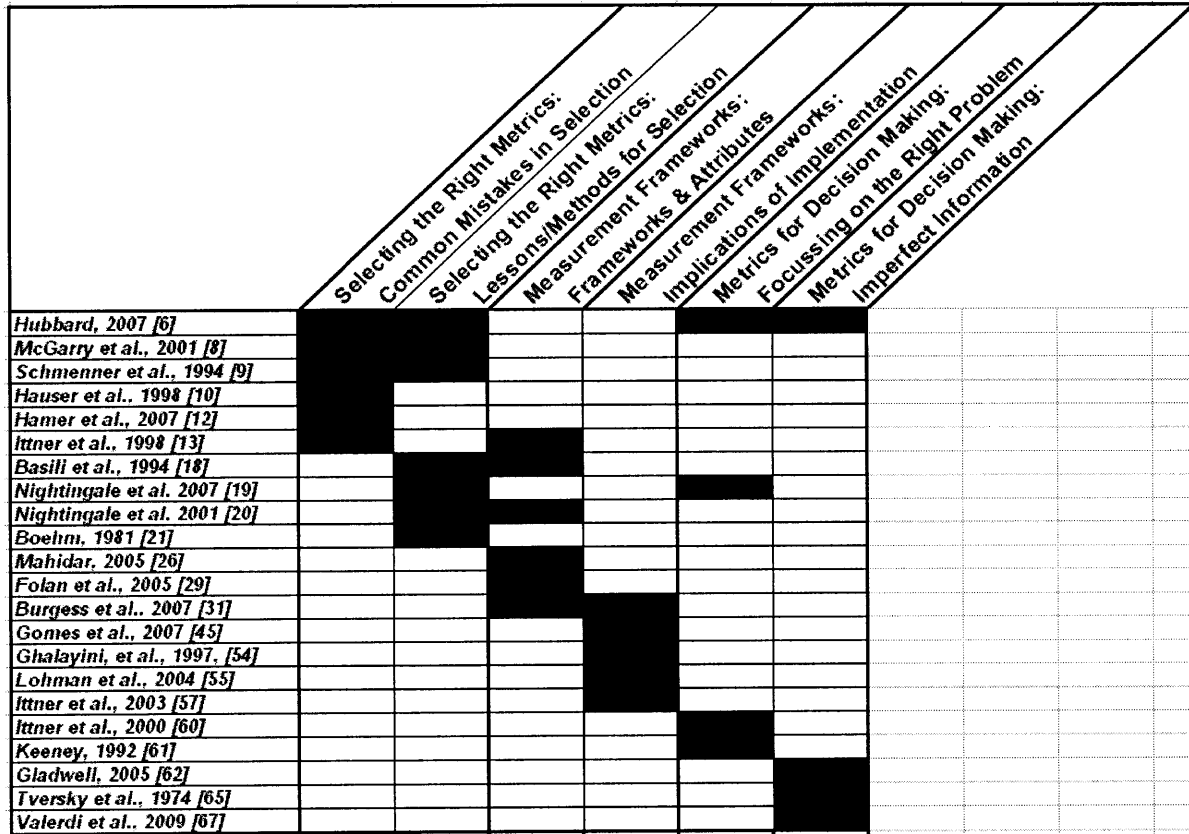 Selecting the Right Metrics:
Common Mistakes in Selection
Selecting the Right Metrics:
Lessons/Methods for Selection
Measurement Frameworks:
Frameworks & Attributes
Measurement Frameworks:
Implications of Implementation
Metrics for Decision Making:
Focussing on the Right Problem
Metrics for Decision Making:
Imperfect Information
Hubbard, 2007 [6]
McGarry et al., 2001 [8]
Schmenner et al., 1994 [9]
Hauser et al., 1998 [10]
Hamer et al., 2007 [12]
Ittner et al., 1998 [13]
Basili et al., 1994 [18]
Nightingale et al. 2007 [19]
Nightingale et al. 2001 [20]
Boehm, 1981 [21]
Mahidar, 2005 [26]
Folan et al., 2005 [29]
Burgess et al., 2007 [31]
Gomes et al., 2007 [45]
Ghalayini, et al., 1997, [54]
Lohman et al., 2004 [55]
Ittner et al., 2003 [57]
Ittner et al., 2000 [60]
Keeney, 1992 [61]
Gladwell, 2005 [62]
Tversky et al., 1974 [65]
Valerdi et al., 2009 [67]